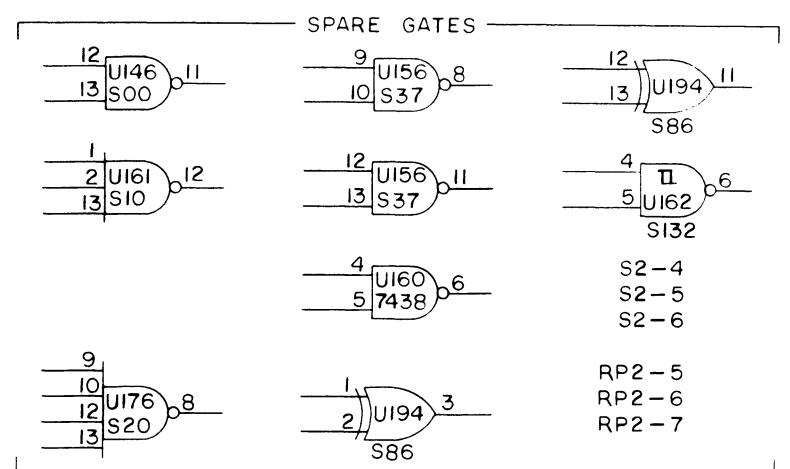 SPARE GATES
12
13
U146
S00
11
9
10
U156
S37
8
12
13
U194
11
S86
1
2
13
U161
S10
12
12
13
U156
S37
11
4
5
U162
6
S132
4
5
U160
7438
6
S2-4
S2-5
S2-6
9
10
12
13
U176
S20
8
1
2
U194
3
S86
RP2-5
RP2-6
RP2-7